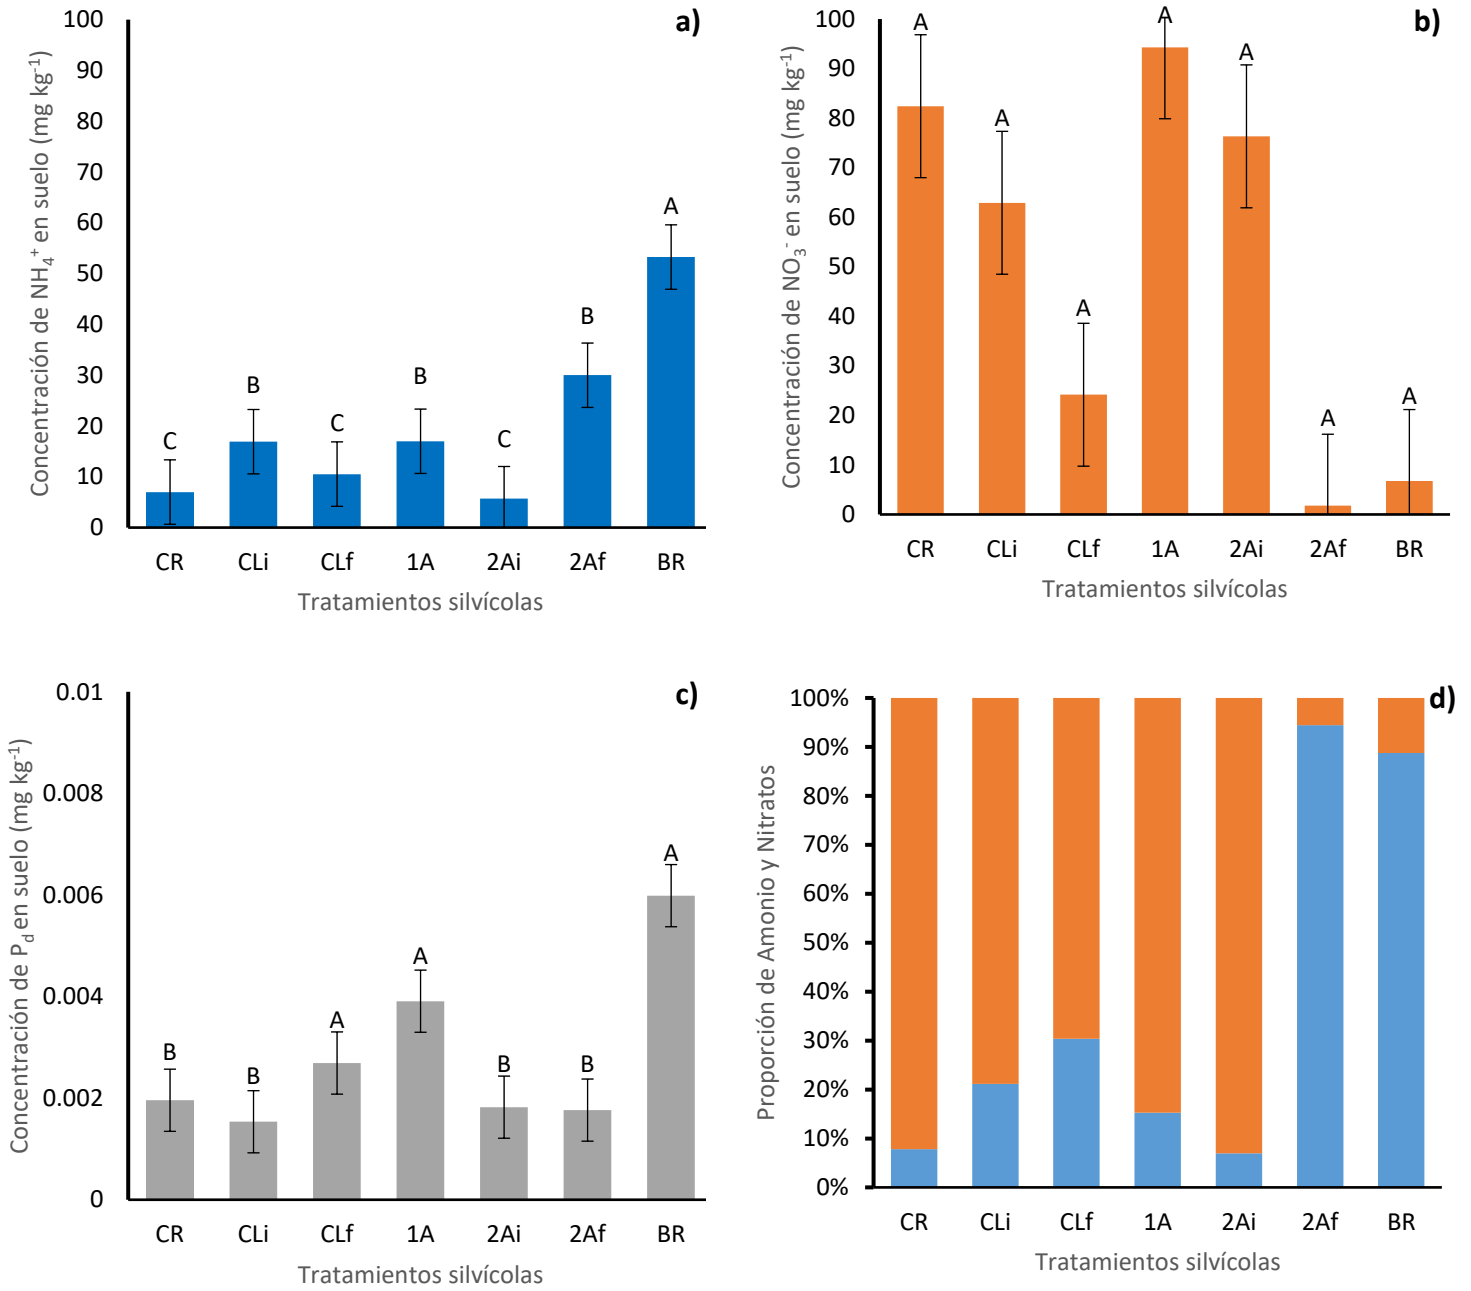 a)
Concentración de NH₄⁺ en suelo (mg kg⁻¹)
100
90
80
70
60
50
40
30
20
10
0
C
B
C
B
C
B
A
CR CLi CLf 1A 2Ai 2Af BR
Tratamientos silvícolas
b)
Concentración de NO₃⁻ en suelo (mg kg⁻¹)
100
90
80
70
60
50
40
30
20
10
0
A
A
A
A
A
A
A
CR CLi CLf 1A 2Ai 2Af BR
Tratamientos silvícolas
c)
Concentración de P_d en suelo (mg kg⁻¹)
0.01
0.008
0.006
0.004
0.002
0
B
B
A
A
B
B
A
CR CLi CLf 1A 2Ai 2Af BR
Tratamientos silvícolas
d)
Proporción de Amonio y Nitratos
100%
90%
80%
70%
60%
50%
40%
30%
20%
10%
0%
CR CLi CLf 1A 2Ai 2Af BR
Tratamientos silvícolas